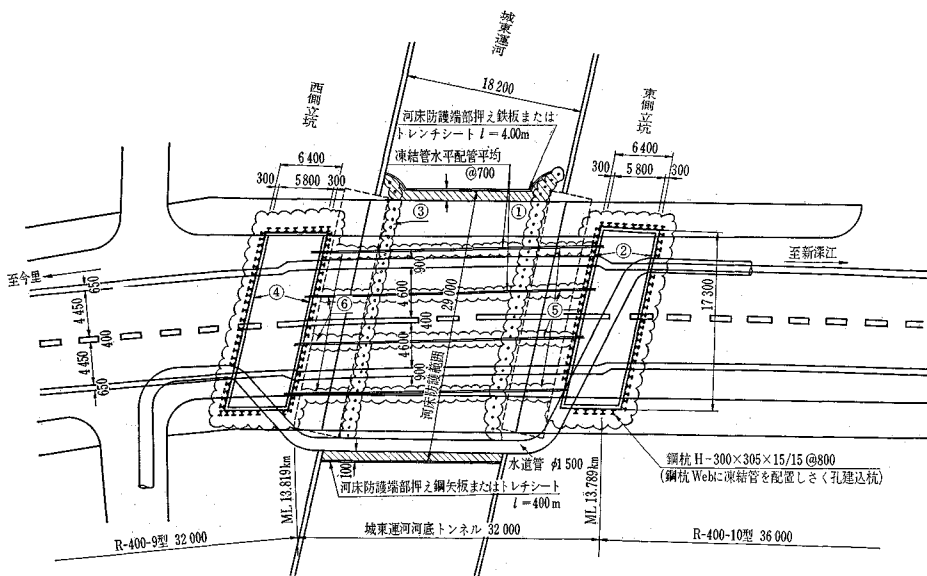 城東運河
18 200
西側立坑
東側立坑
河床防護端部押え鉄板または
トレンチシート l = 4.00m
凍結管水平配管平均
@700
6 400
300 5 800 300
6 400
300 5 800 300
③
①
②
④
⑥
⑤
至今里
至新深江
650
4 450
400
4 450
650
900
4 600
400
4 600
900
29 000
河床防護範囲
17 300
水道管 φ1 500
鋼杭 H-300×305×15/15 @800
(鋼杭 Webに凍結管を配置しさく孔建込杭)
河床防護端部押え鋼矢板またはトレチシート
l = 400 m
ML 13.819km
ML 13.789km
R-400-9型 32 000
城東運河河底トンネル 32 000
R-400-10型 36 000